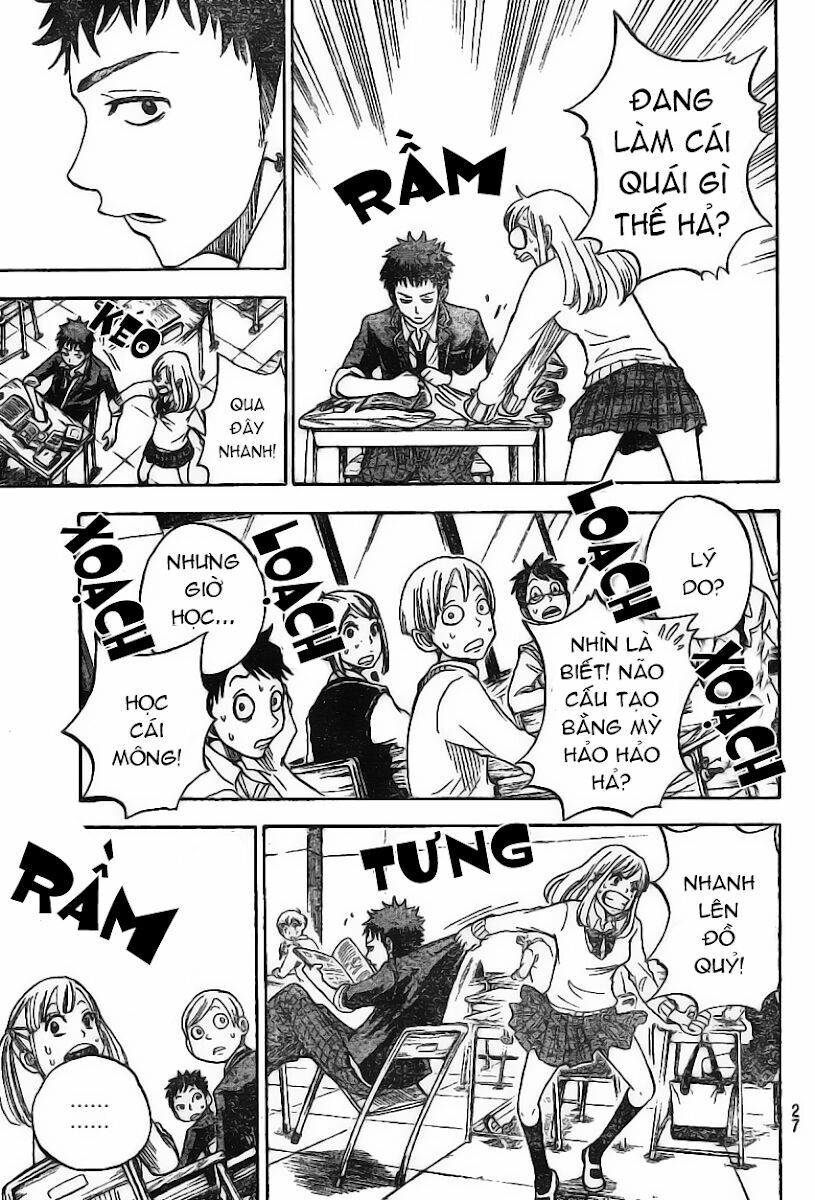 ĐANG
LÀM CÁI
QUÁI GÌ
THẾ HẢ?
RẦM
KÉO
QUA
ĐÂY
NHANH!
LÝ
DO?
LOẠCH
XOẠCH
NHÌN LÀ
BIẾT! NÃO
CẤU TẠO
BẰNG MỲ
HẢO HẢO
HẢ?
LOẠCH
XOẠCH
NHƯNG
GIỜ
HỌC...
HỌC
CÁI
MÔNG!
NHANH
LÊN
ĐỒ
QUỶ!
TƯNG
RẦM
......
......
27